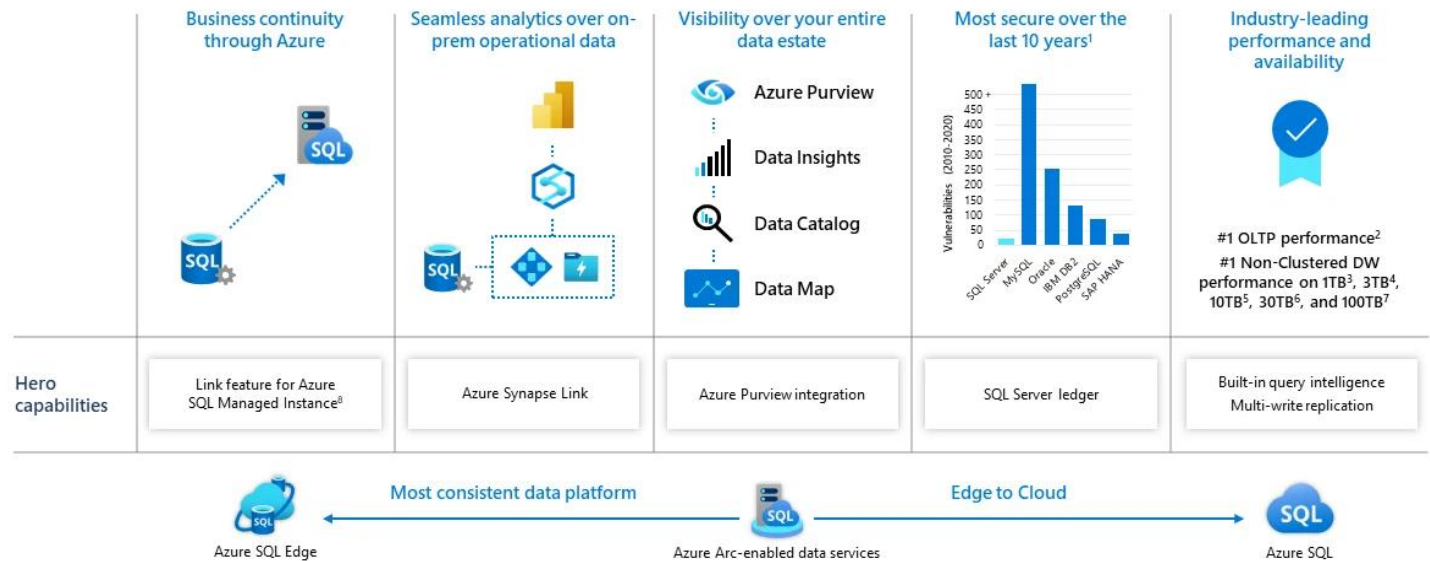 Business continuity
through Azure
SQL
SQL
Seamless analytics over on-
prem operational data
SQL
Visibility over your entire
data estate
Azure Purview
Data Insights
Data Catalog
Data Map
Most secure over the
last 10 years¹
Vulnerabilities (2010-2020)
500 +
450
400
350
300
250
200
150
100
50
0
SQL Server
MySQL
Oracle
IBM DB2
PostgreSQL
SAP HANA
Industry-leading
performance and
availability
#1 OLTP performance²
#1 Non-Clustered DW
performance on 1TB³, 3TB⁴,
10TB⁵, 30TB⁶, and 100TB⁷
Hero
capabilities
Link feature for Azure
SQL Managed Instance⁸
Azure Synapse Link
Azure Purview integration
SQL Server ledger
Built-in query intelligence
Multi-write replication
SQL
Azure SQL Edge
Most consistent data platform
SQL
Azure Arc-enabled data services
Edge to Cloud
SQL
Azure SQL